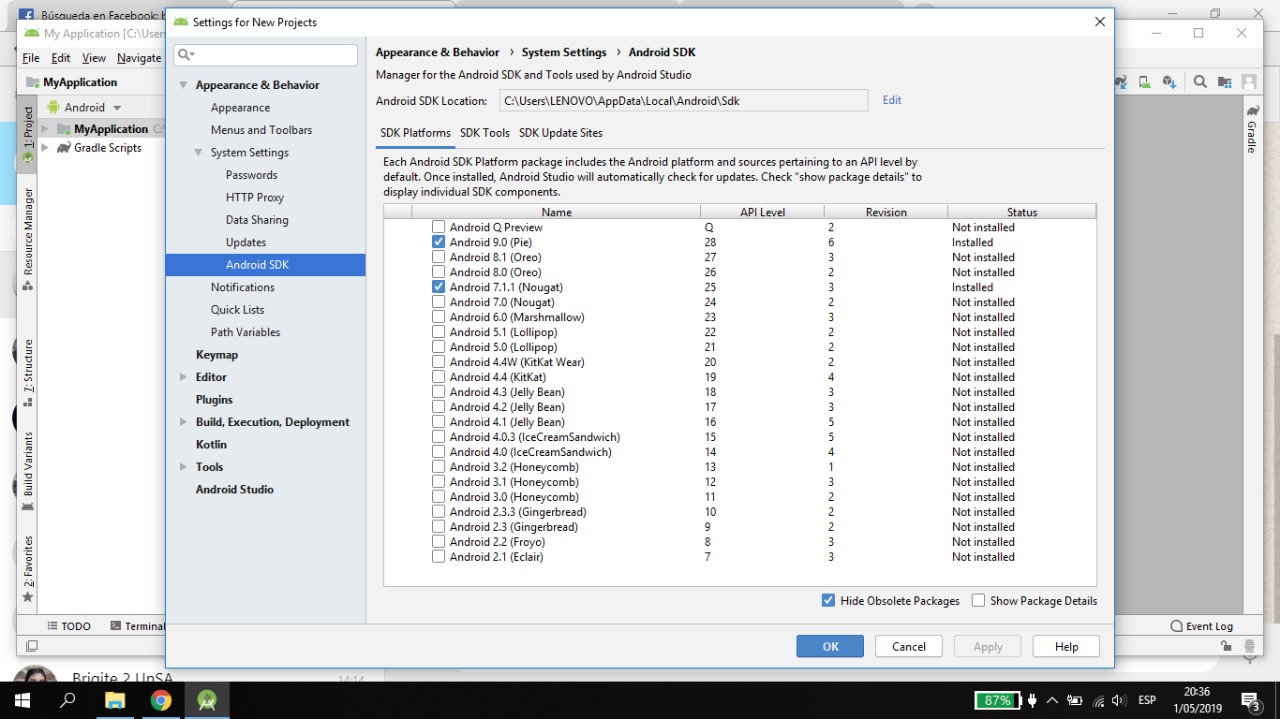 Búsqueda en Facebook: b
Settings for New Projects
My Application [C:\Users
File Edit View Navigate
MyApplication
Android
MyApplication C:
Gradle Scripts
1: Project
Resource Manager
7: Structure
Build Variants
2: Favorites
Gradle
Appearance & Behavior
Appearance
Menus and Toolbars
System Settings
Passwords
HTTP Proxy
Data Sharing
Updates
Android SDK
Notifications
Quick Lists
Path Variables
Keymap
Editor
Plugins
Build, Execution, Deployment
Kotlin
Tools
Android Studio
Appearance & Behavior > System Settings > Android SDK
Manager for the Android SDK and Tools used by Android Studio
Android SDK Location: C:\Users\LENOVO\AppData\Local\Android\Sdk Edit
SDK Platforms SDK Tools SDK Update Sites
Each Android SDK Platform package includes the Android platform and sources pertaining to an API level by
default. Once installed, Android Studio will automatically check for updates. Check "show package details" to
display individual SDK components.
Name API Level Revision Status
Android Q Preview Q 2 Not installed
Android 9.0 (Pie) 28 6 Installed
Android 8.1 (Oreo) 27 3 Not installed
Android 8.0 (Oreo) 26 2 Not installed
Android 7.1.1 (Nougat) 25 3 Installed
Android 7.0 (Nougat) 24 2 Not installed
Android 6.0 (Marshmallow) 23 3 Not installed
Android 5.1 (Lollipop) 22 2 Not installed
Android 5.0 (Lollipop) 21 2 Not installed
Android 4.4W (KitKat Wear) 20 2 Not installed
Android 4.4 (KitKat) 19 4 Not installed
Android 4.3 (Jelly Bean) 18 3 Not installed
Android 4.2 (Jelly Bean) 17 3 Not installed
Android 4.1 (Jelly Bean) 16 5 Not installed
Android 4.0.3 (IceCreamSandwich) 15 5 Not installed
Android 4.0 (IceCreamSandwich) 14 4 Not installed
Android 3.2 (Honeycomb) 13 1 Not installed
Android 3.1 (Honeycomb) 12 3 Not installed
Android 3.0 (Honeycomb) 11 2 Not installed
Android 2.3.3 (Gingerbread) 10 2 Not installed
Android 2.3 (Gingerbread) 9 2 Not installed
Android 2.2 (Froyo) 8 3 Not installed
Android 2.1 (Eclair) 7 3 Not installed
Hide Obsolete Packages Show Package Details
OK Cancel Apply Help
TODO Terminal Event Log
Brigite 2 UnSA 14:14
87% ESP 20:36
1/05/2019 3